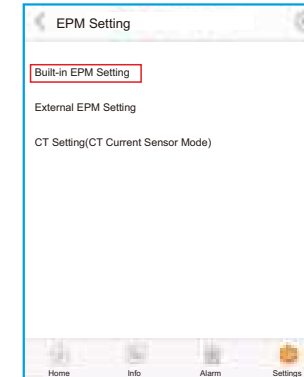 EPM Setting
Built-in EPM Setting
External EPM Setting
CT Setting(CT Current Sensor Mode)
Home Info Alarm Settings